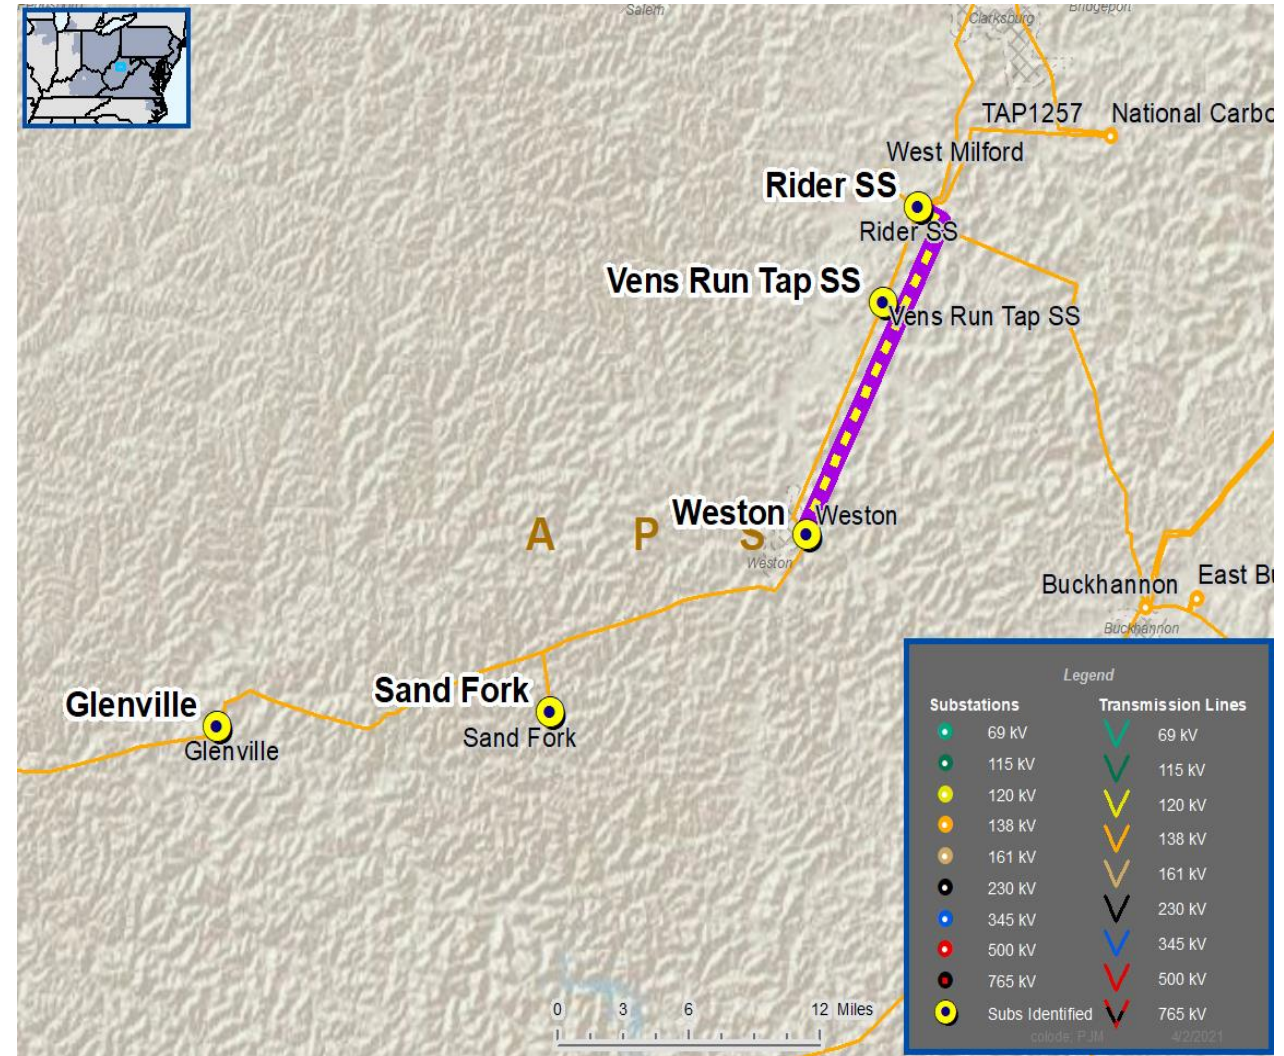 Salem
Clarksburg
Bridgeport
TAP1257
National Carbo
West Milford
Rider SS
Rider SS
Vens Run Tap SS
Vens Run Tap SS
Weston
Weston
A P S
Weston
Buckhannon
East Bu
Buckhannon
Sand Fork
Glenville
Sand Fork
Glenville
Legend
Substations Transmission Lines
69 kV 69 kV
115 kV 115 kV
120 kV 120 kV
138 kV 138 kV
161 kV 161 kV
230 kV 230 kV
345 kV 345 kV
500 kV 500 kV
765 kV
Subs Identified 765 kV
0 3 6 12 Miles
colode, PJM 4/2/2021